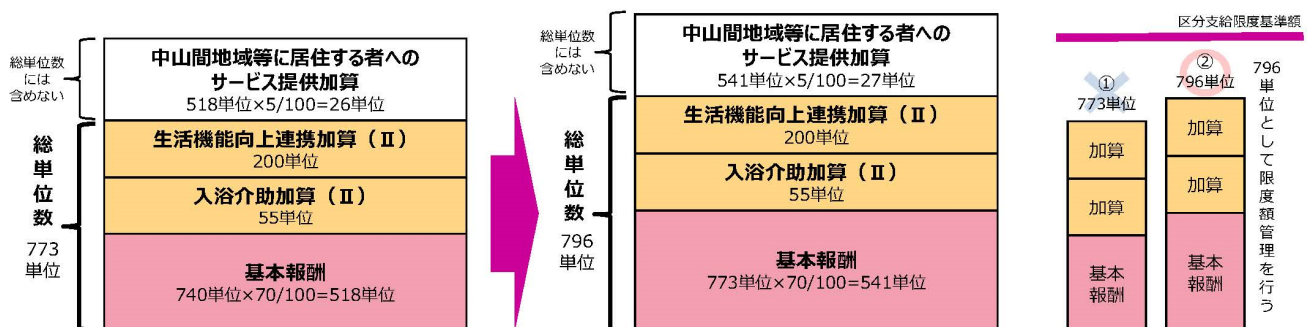 総単位数
には
含めない
中山間地域等に居住する者への
サービス提供加算
518単位×5/100=26単位
生活機能向上連携加算(Ⅱ)
200単位
入浴介助加算(Ⅱ)
55単位
基本報酬
740単位×70/100=518単位
総単位数
773
単位
総単位数
には
含めない
中山間地域等に居住する者への
サービス提供加算
541単位×5/100=27単位
生活機能向上連携加算(Ⅱ)
200単位
入浴介助加算(Ⅱ)
55単位
基本報酬
773単位×70/100=541単位
総単位数
796
単位
区分支給限度基準額
①
773単位
加算
加算
基本
報酬
②
796単位
加算
加算
基本
報酬
796単位として限度額管理を行う